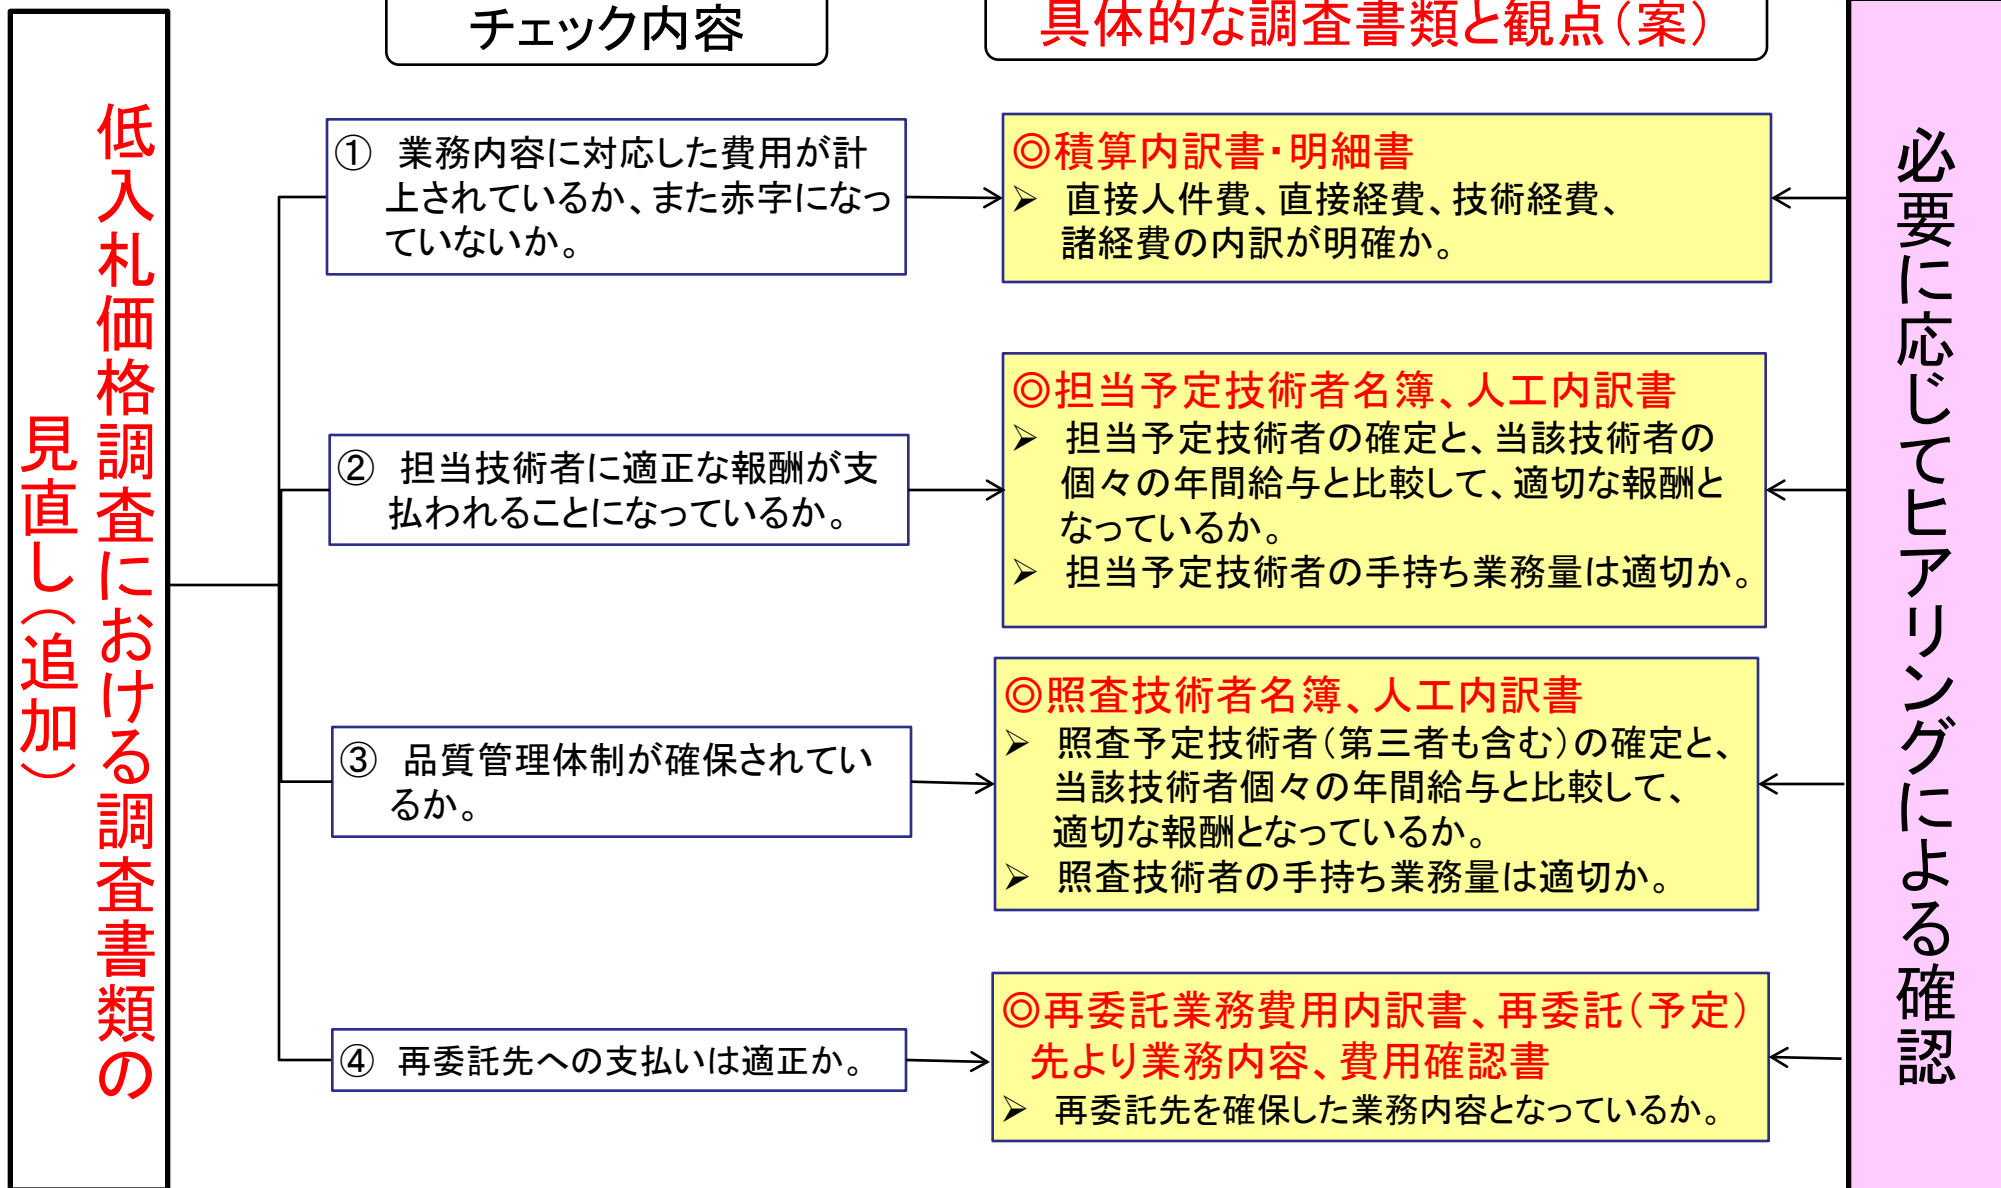 チェック内容
具体的な調査書類と観点（案）
低入札価格調査における調査書類の
見直し（追加）
① 業務内容に対応した費用が計
上されているか、また赤字になっ
ていないか。
◎積算内訳書・明細書
➢ 直接人件費、直接経費、技術経費、
諸経費の内訳が明確か。
② 担当技術者に適正な報酬が支
払われることになっているか。
◎担当予定技術者名簿、人工内訳書
➢ 担当予定技術者の確定と、当該技術者の
個々の年間給与と比較して、適切な報酬と
なっているか。
➢ 担当予定技術者の手持ち業務量は適切か。
③ 品質管理体制が確保されてい
るか。
◎照査技術者名簿、人工内訳書
➢ 照査予定技術者（第三者も含む）の確定と、
当該技術者個々の年間給与と比較して、
適切な報酬となっているか。
➢ 照査技術者の手持ち業務量は適切か。
④ 再委託先への支払いは適正か。
◎再委託業務費用内訳書、再委託（予定）
先より業務内容、費用確認書
➢ 再委託先を確保した業務内容となっているか。
必要に応じてヒアリングによる確認